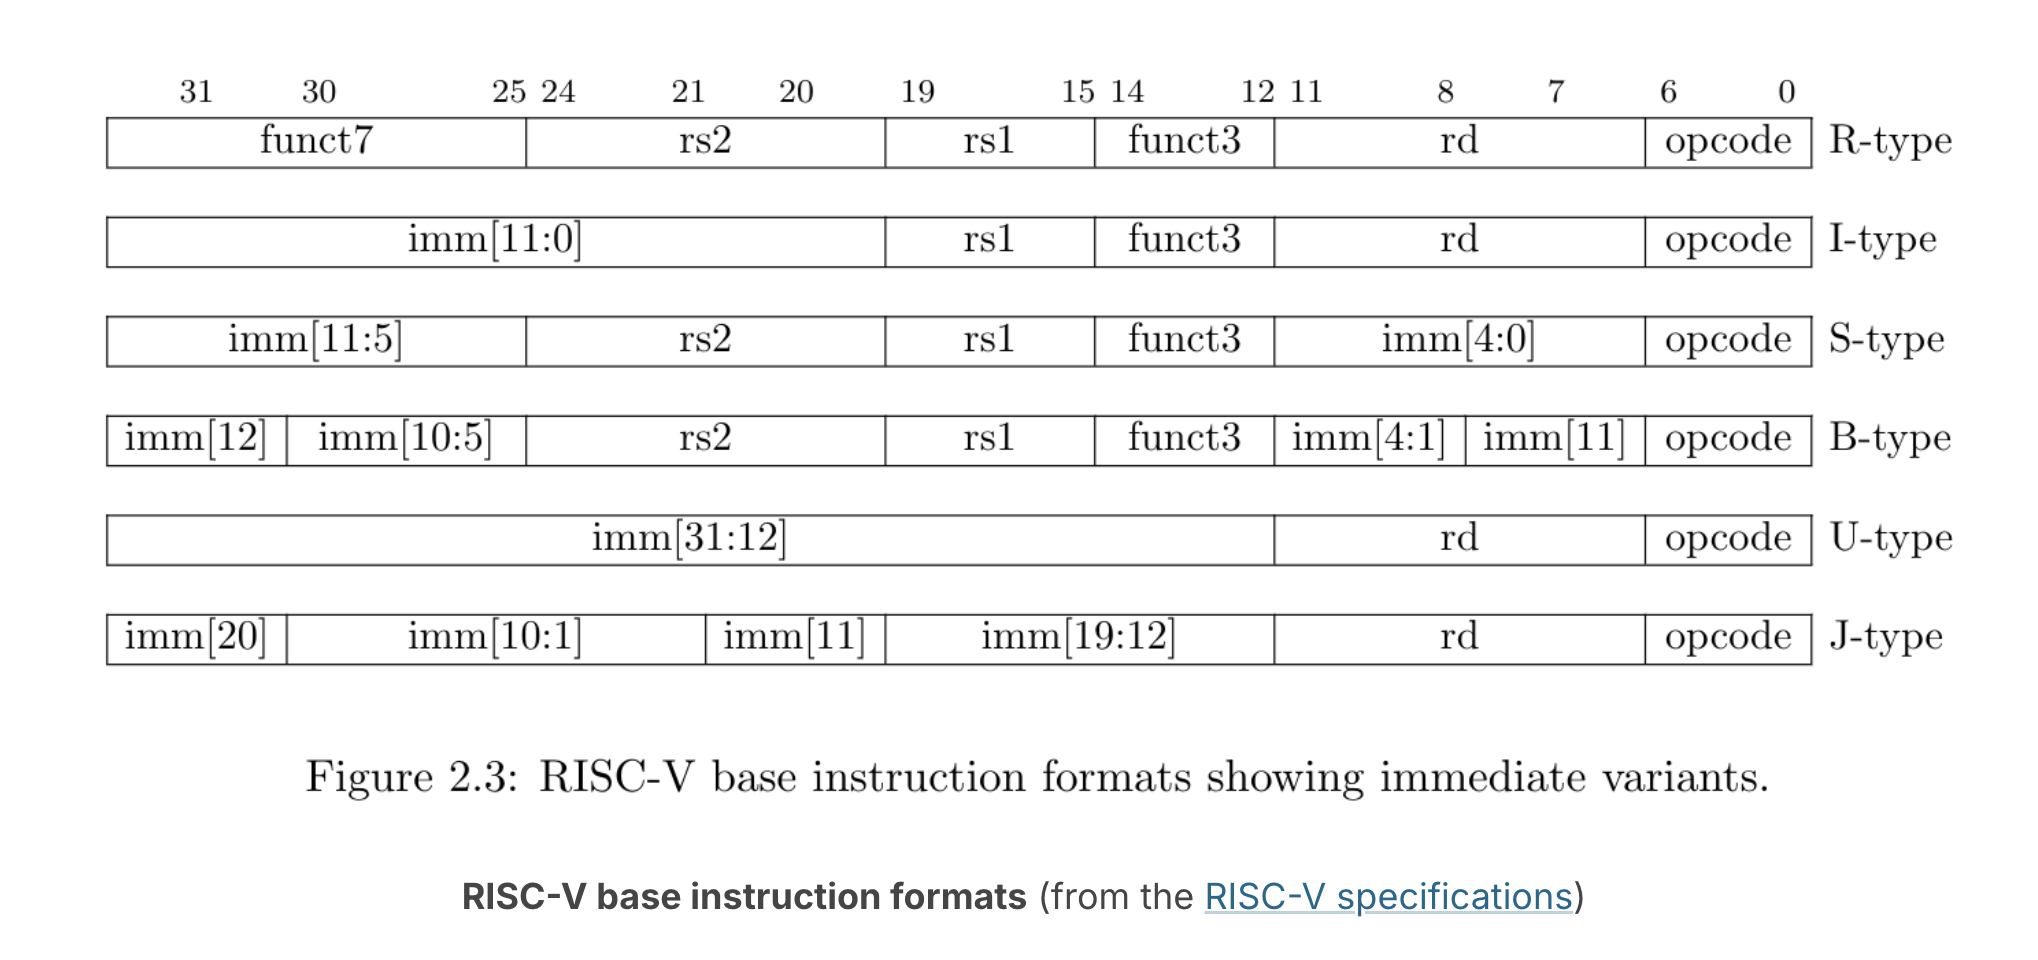 31 30 25 24 21 20 19 15 14 12 11 8 7 6 0
funct7 rs2 rs1 funct3 rd opcode R-type
imm[11:0] rs1 funct3 rd opcode I-type
imm[11:5] rs2 rs1 funct3 imm[4:0] opcode S-type
imm[12] imm[10:5] rs2 rs1 funct3 imm[4:1] imm[11] opcode B-type
imm[31:12] rd opcode U-type
imm[20] imm[10:1] imm[11] imm[19:12] rd opcode J-type
Figure 2.3: RISC-V base instruction formats showing immediate variants.
RISC-V base instruction formats (from the RISC-V specifications)